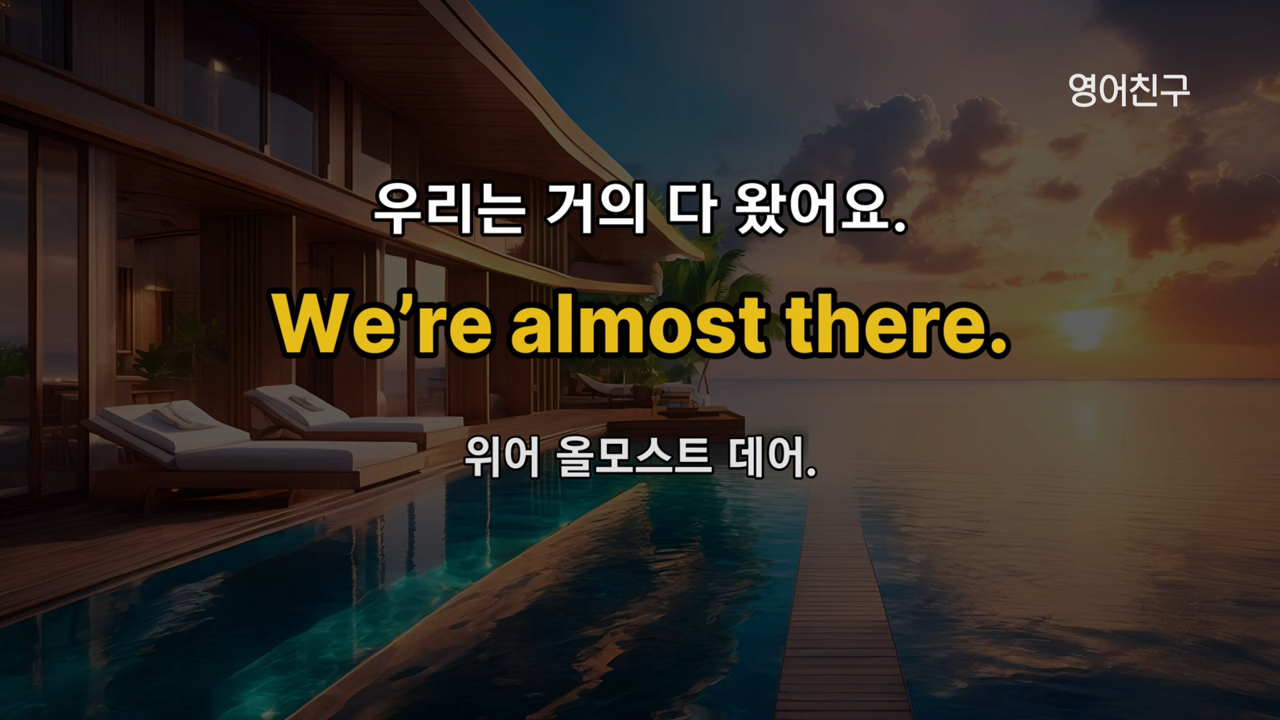 영어친구
우리는 거의 다 왔어요.
We’re almost there.
위어 올모스트 데어.